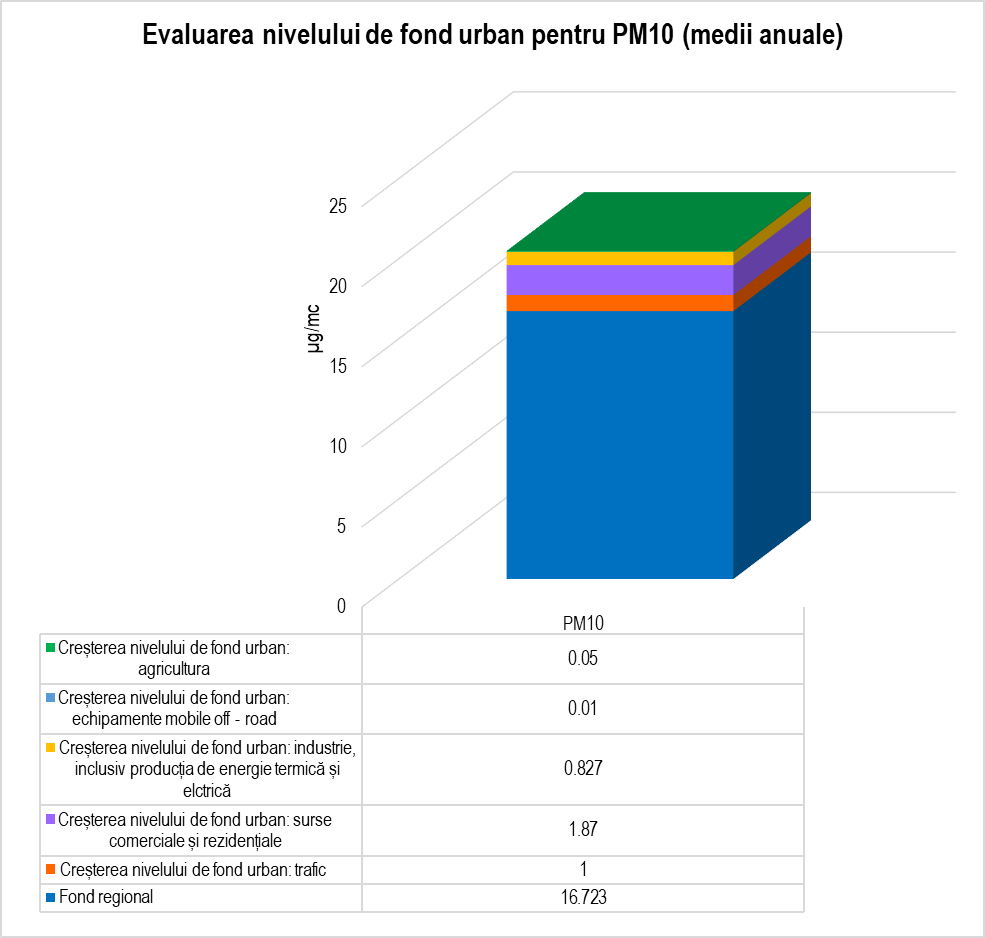 Evaluarea nivelului de fond urban pentru PM10 (medii anuale)
25
20
15
10
5
0
µg/mc
PM10
Creșterea nivelului de fond urban:
agricultura
0.05
Creșterea nivelului de fond urban:
echipamente mobile off - road
0.01
Creșterea nivelului de fond urban: industrie,
inclusiv producția de energie termică și
elctrică
0.827
Creșterea nivelului de fond urban: surse
comerciale și rezidențiale
1.87
Creșterea nivelului de fond urban: trafic
1
Fond regional
16.723